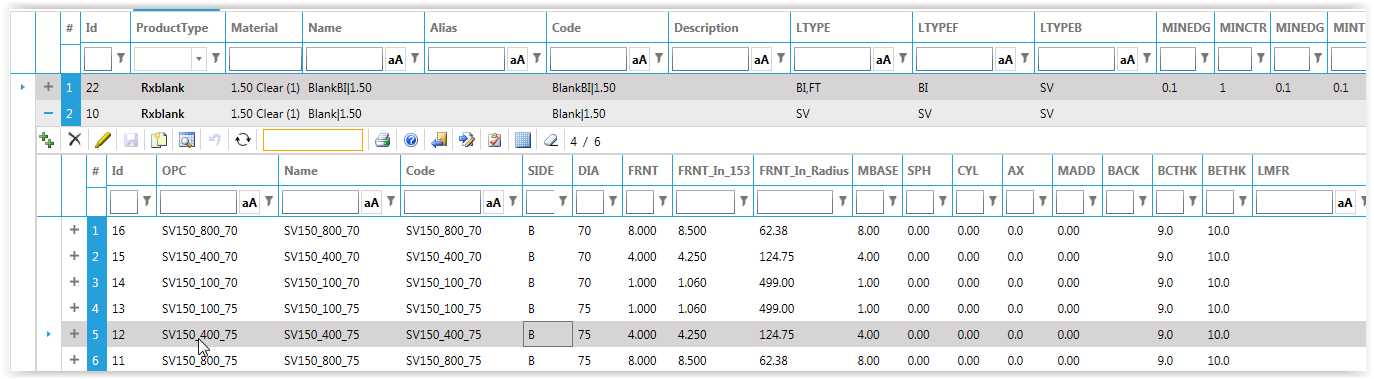 # Id ProductType Material Name Alias Code Description LTYPE LTYPEF LTYPEB MINEDG MINCTR MINEDG MINT
aA aA aA aA aA aA aA
1 22 Rxblank 1.50 Clear (1) BlankBI|1.50 BlankBI|1.50 BI,FT BI SV 0.1 1 0.1 0.1
2 10 Rxblank 1.50 Clear (1) Blank|1.50 Blank|1.50 SV SV SV
4 / 6
# Id OPC Name Code SIDE DIA FRNT FRNT_In_153 FRNT_In_Radius MBASE SPH CYL AX MADD BACK BCTHK BETHK LMFR
aA aA aA aA
1 16 SV150_800_70 SV150_800_70 SV150_800_70 B 70 8.000 8.500 62.38 8.00 0.00 0.00 0.0 0.00 9.0 10.0
2 15 SV150_400_70 SV150_400_70 SV150_400_70 B 70 4.000 4.250 124.75 4.00 0.00 0.00 0.0 0.00 9.0 10.0
3 14 SV150_100_70 SV150_100_70 SV150_100_70 B 70 1.000 1.060 499.00 1.00 0.00 0.00 0.0 0.00 9.0 10.0
4 13 SV150_100_75 SV150_100_75 SV150_100_75 B 75 1.000 1.060 499.00 1.00 0.00 0.00 0.0 0.00 9.0 10.0
5 12 SV150_400_75 SV150_400_75 SV150_400_75 B 75 4.000 4.250 124.75 4.00 0.00 0.00 0.0 0.00 9.0 10.0
6 11 SV150_800_75 SV150_800_75 SV150_800_75 B 75 8.000 8.500 62.38 8.00 0.00 0.00 0.0 0.00 9.0 10.0